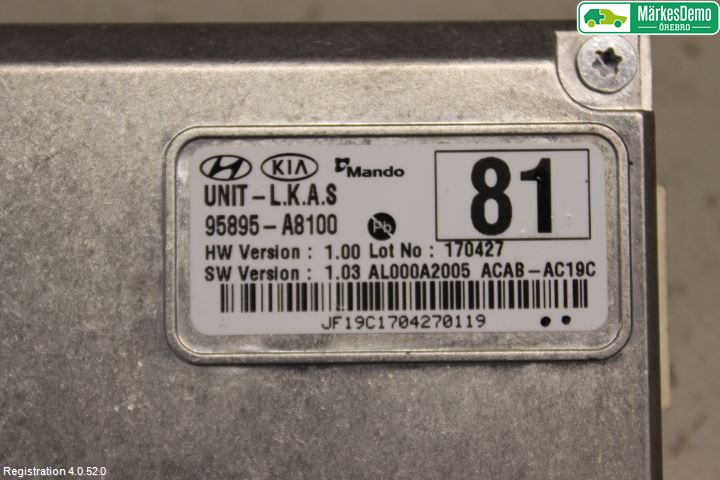 MärkesDemo
ÖREBRO
KIA
Mando
UNIT-L.K.A.S
95895-A8100
Pb
81
HW Version : 1.00 Lot No : 170427
SW Version : 1.03 AL000A2005 ACAB-AC19C
JF19C1704270119
Registration 4.0.52.0